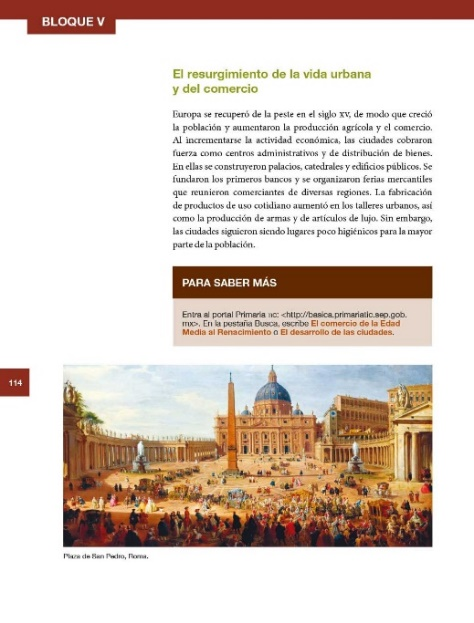 BLOQUE V
El resurgimiento de la vida urbana
y del comercio
Europa se recuperó de la peste en el siglo XV, de modo que creció
la población y aumentaron la producción agrícola y el comercio.
Al incrementarse la actividad económica, las ciudades cobraron
fuerza como centros administrativos y de distribución de bienes.
En ellas se construyeron palacios, catedrales y edificios públicos. Se
fundaron los primeros bancos y se organizaron ferias mercantiles
que reunieron comerciantes de diversas regiones. La fabricación
de productos de uso cotidiano aumentó en los talleres urbanos, así
como la producción de armas y de artículos de lujo. Sin embargo,
las ciudades siguieron siendo lugares poco higiénicos para la mayor
parte de la población.
PARA SABER MÁS
Entra al portal Primaria TIC: <http://basica.primariatic.sep.gob.
mx>. En la pestaña Busca, escribe El comercio de la Edad
Media al Renacimiento o El desarrollo de las ciudades.
114
Plaza de San Pedro, Roma.